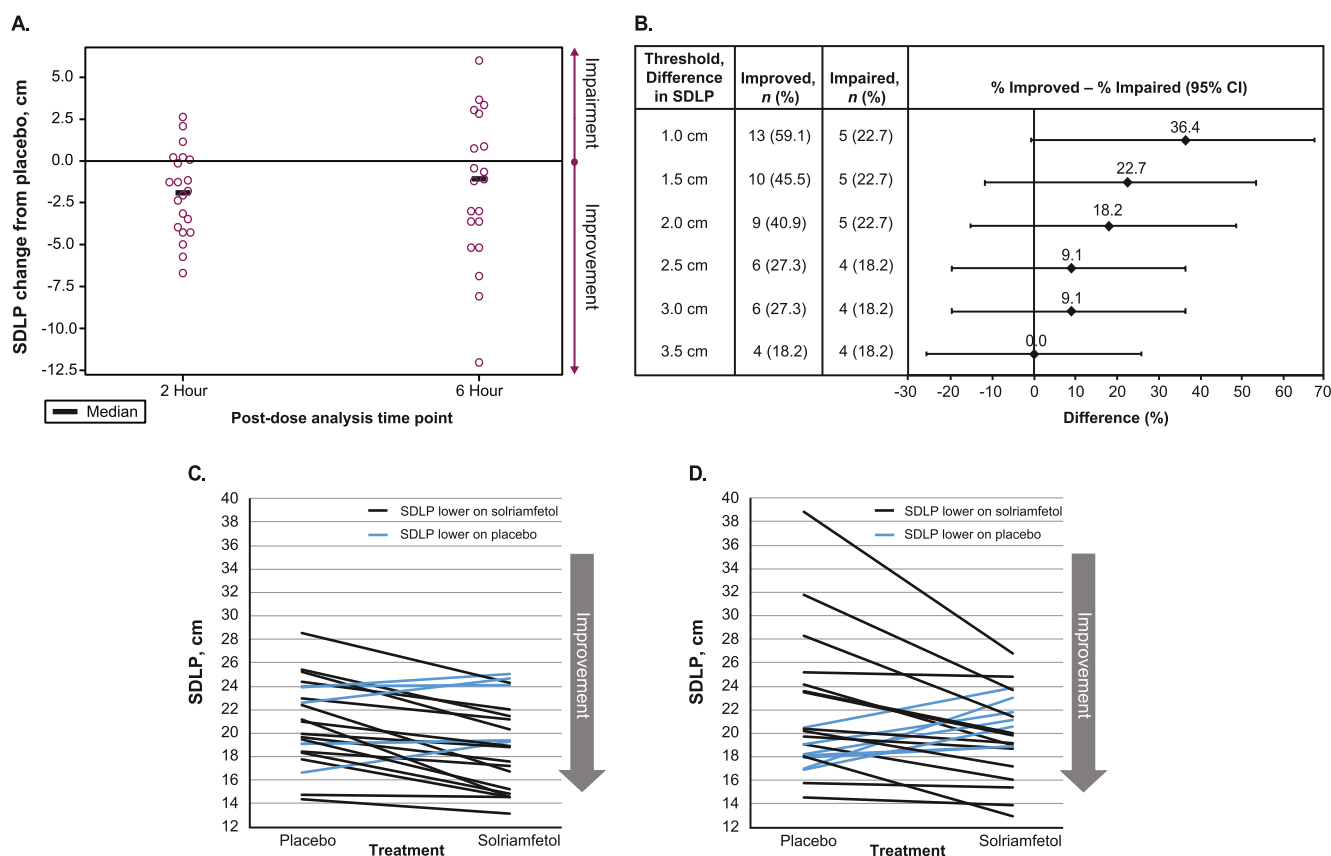 A.
SDLP change from placebo, cm
5.0
2.5
0.0
-2.5
-5.0
-7.5
-10.0
-12.5
Impairment
Improvement
2 Hour
6 Hour
Median
Post-dose analysis time point
B.
Threshold,
Difference
in SDLP
Improved,
n (%)
Impaired,
n (%)
% Improved – % Impaired (95% CI)
1.0 cm 13 (59.1) 5 (22.7) 36.4
1.5 cm 10 (45.5) 5 (22.7) 22.7
2.0 cm 9 (40.9) 5 (22.7) 18.2
2.5 cm 6 (27.3) 4 (18.2) 9.1
3.0 cm 6 (27.3) 4 (18.2) 9.1
3.5 cm 4 (18.2) 4 (18.2) 0.0
-30 -20 -10 0 10 20 30 40 50 60 70
Difference (%)
C.
SDLP, cm
40
38
36
34
32
30
28
26
24
22
20
18
16
14
12
SDLP lower on solriamfetol
SDLP lower on placebo
Improvement
Placebo
Solriamfetol
Treatment
D.
SDLP, cm
40
38
36
34
32
30
28
26
24
22
20
18
16
14
12
SDLP lower on solriamfetol
SDLP lower on placebo
Improvement
Placebo
Solriamfetol
Treatment